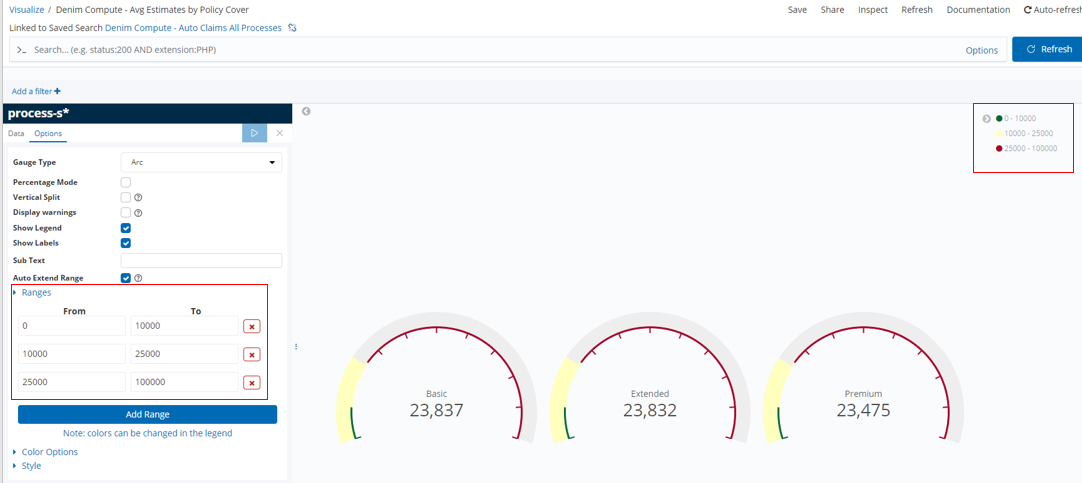 Visualize / Denim Compute - Avg Estimates by Policy Cover
Save Share Inspect Refresh Documentation Auto-refresh
Linked to Saved Search Denim Compute - Auto Claims All Processes
>_ Search... (e.g. status:200 AND extension:PHP)
Options
Refresh
Add a filter +
process-s*
Data Options
Gauge Type Arc
Percentage Mode
Vertical Split
Display warnings
Show Legend
Show Labels
Sub Text
Auto Extend Range
Ranges
From To
0 10000
10000 25000
25000 100000
Add Range
Note: colors can be changed in the legend
Color Options
Style
0 - 10000
10000 - 25000
25000 - 100000
Basic
23,837
Extended
23,832
Premium
23,475